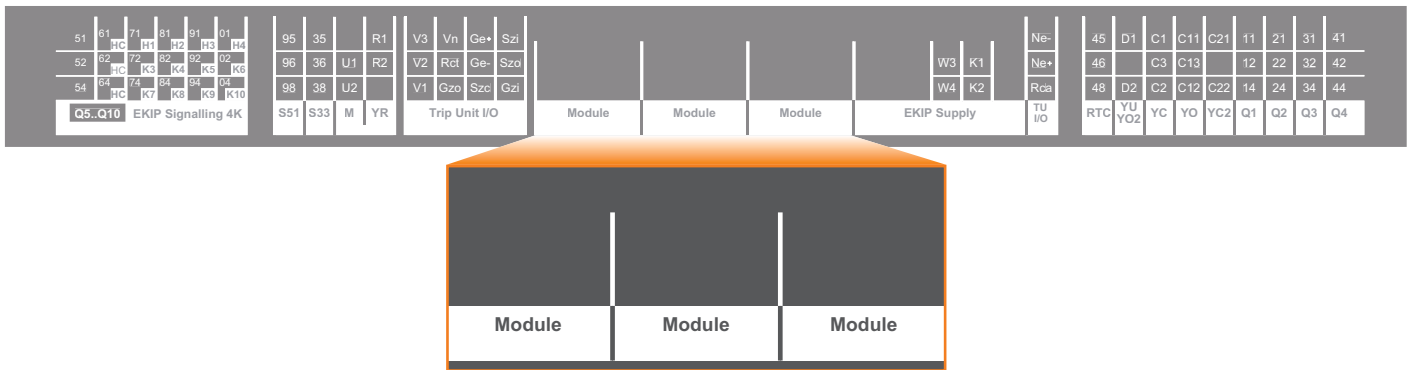 51 61 HC 71 H1 81 H2 91 H3 01 H4 95 35 R1 V3 Vn Ge+ Szi Ne- 45 D1 C1 C11 C21 11 21 31 41
52 62 HC 72 K3 82 K4 92 K5 02 K6 96 36 U1 R2 V2 Rct Ge- Szo W3 K1 Ne+ 46 C3 C13 12 22 32 42
54 64 HC 74 K7 84 K8 94 K9 04 K10 98 38 U2 V1 Gzo Szc Gzi W4 K2 Rca 48 D2 C2 C12 C22 14 24 34 44
Q5..Q10 EKIP Signalling 4K S51 S33 M YR Trip Unit I/O Module Module Module EKIP Supply TU I/O RTC YU YO2 YC YO YC2 Q1 Q2 Q3 Q4
Module Module Module